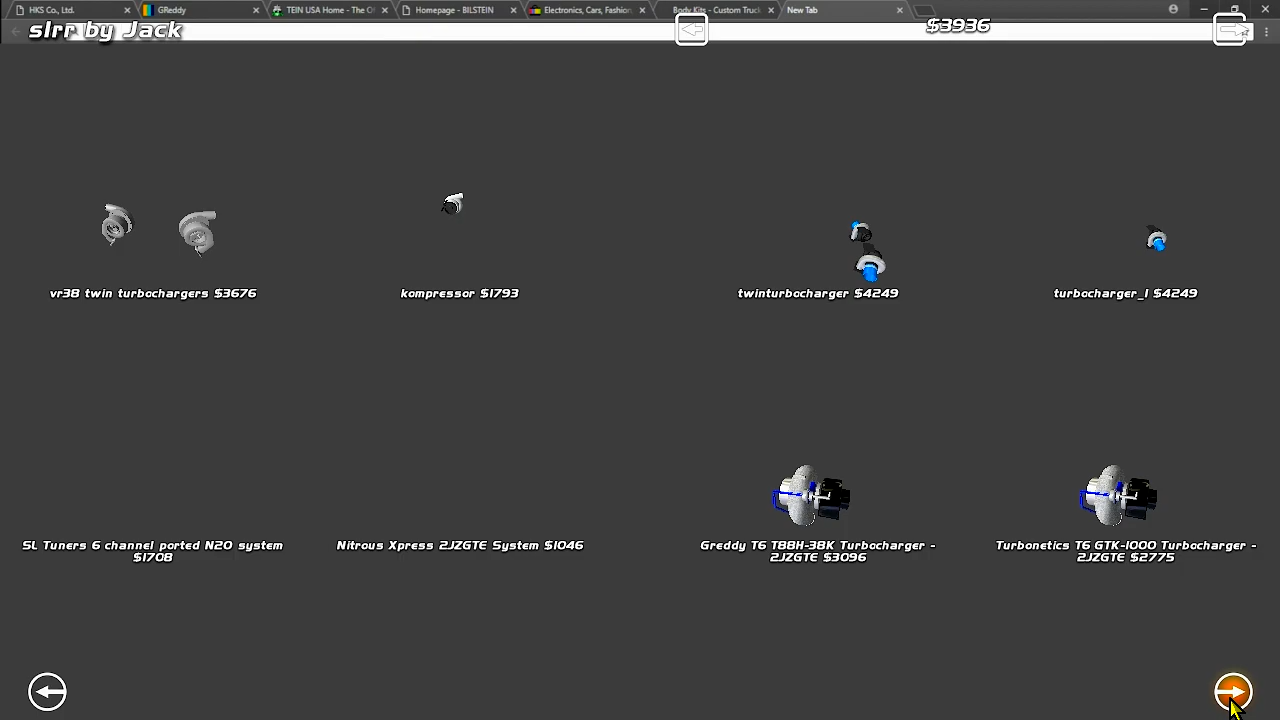 HKS Co., Ltd.
GReddy
TEIN USA Home - The O
Homepage - BILSTEIN
Electronics, Cars, Fashion
Body Kits - Custom Truck
New Tab
slrr by Jack
$3936
vr38 twin turbochargers $3676
kompressor $1793
twinturbocharger $4249
turbocharger_1 $4249
SL Tuners 6 channel ported N2O system
$1708
Nitrous Xpress 2JZGTE System $1046
Greddy T6 T88H-38K Turbocharger -
2JZGTE $3096
Turbonetics T6 GTK-1000 Turbocharger -
2JZGTE $2775